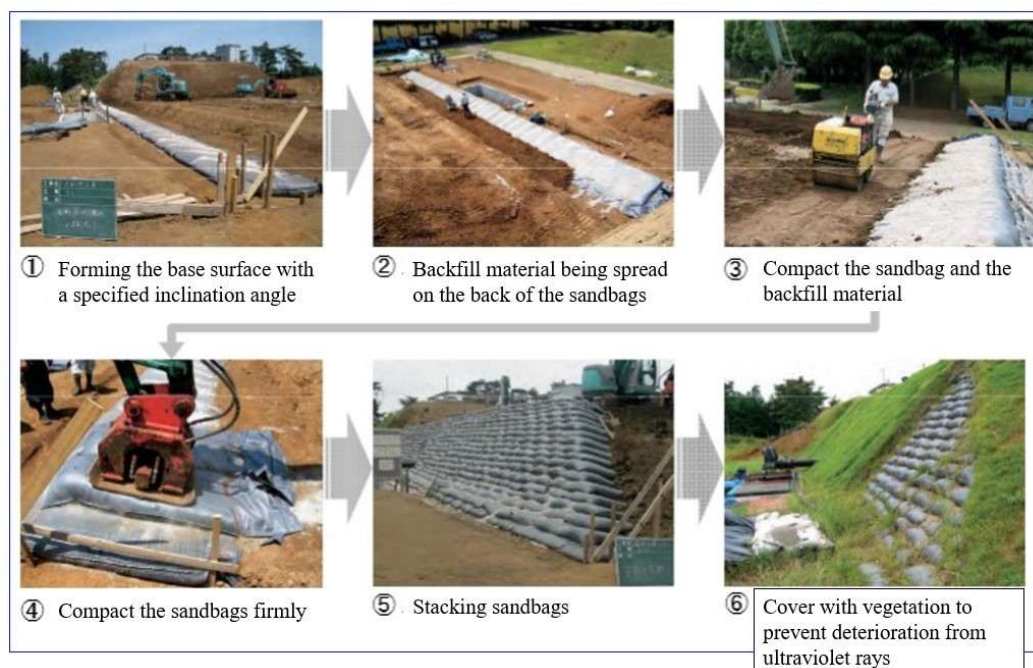 ① Forming the base surface with
a specified inclination angle
② Backfill material being spread
on the back of the sandbags
③ Compact the sandbag and the
backfill material
④ Compact the sandbags firmly
⑤ Stacking sandbags
⑥ Cover with vegetation to
prevent deterioration from
ultraviolet rays